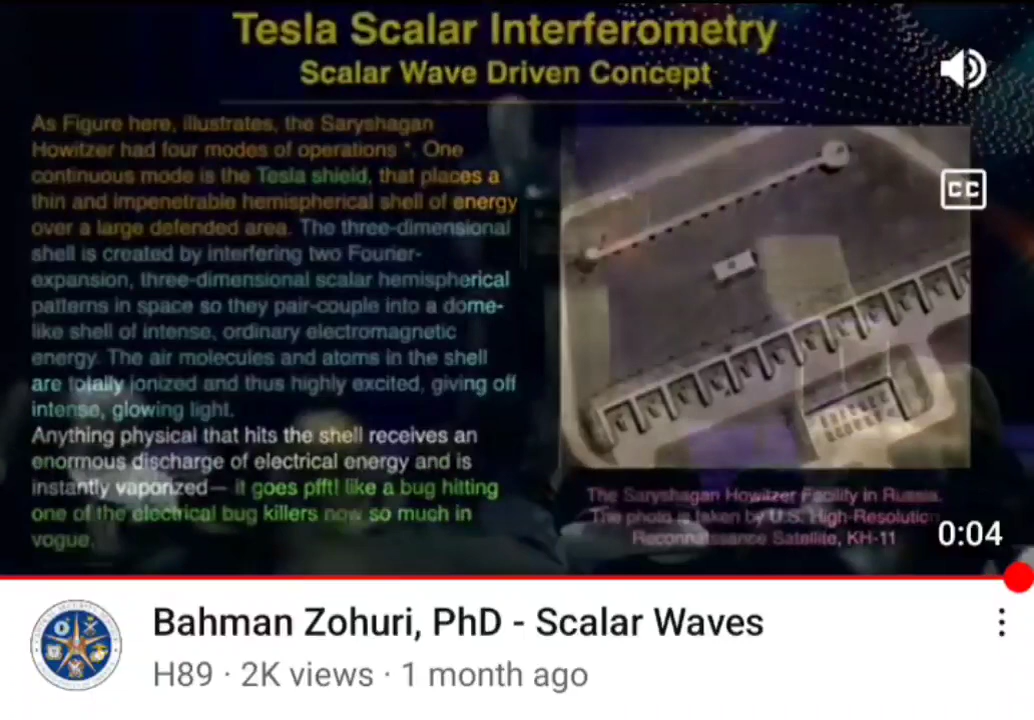 Tesla Scalar Interferometry
Scalar Wave Driven Concept
As Figure here, illustrates, the Saryshagan
Howitzer had four modes of operations *. One
continuous mode is the Tesla shield, that places a
thin and impenetrable hemispherical shell of energy
over a large defended area. The three-dimensional
shell is created by interfering two Fourier-
expansion, three-dimensional scalar hemispherical
patterns in space so they pair-couple into a dome-
like shell of intense, ordinary electromagnetic
energy. The air molecules and atoms in the shell
are totally ionized and thus highly excited, giving off
intense, glowing light.
Anything physical that hits the shell receives an
enormous discharge of electrical energy and is
instantly vaporized— it goes pfft! like a bug hitting
one of the electrical bug killers now so much in
vogue.
CC
The Saryshagan Howitzer Facility in Russia.
The photo is taken by U.S. High-Resolution
Reconnaissance Satellite, KH-11
0:04
Bahman Zohuri, PhD - Scalar Waves
H89 · 2K views · 1 month ago